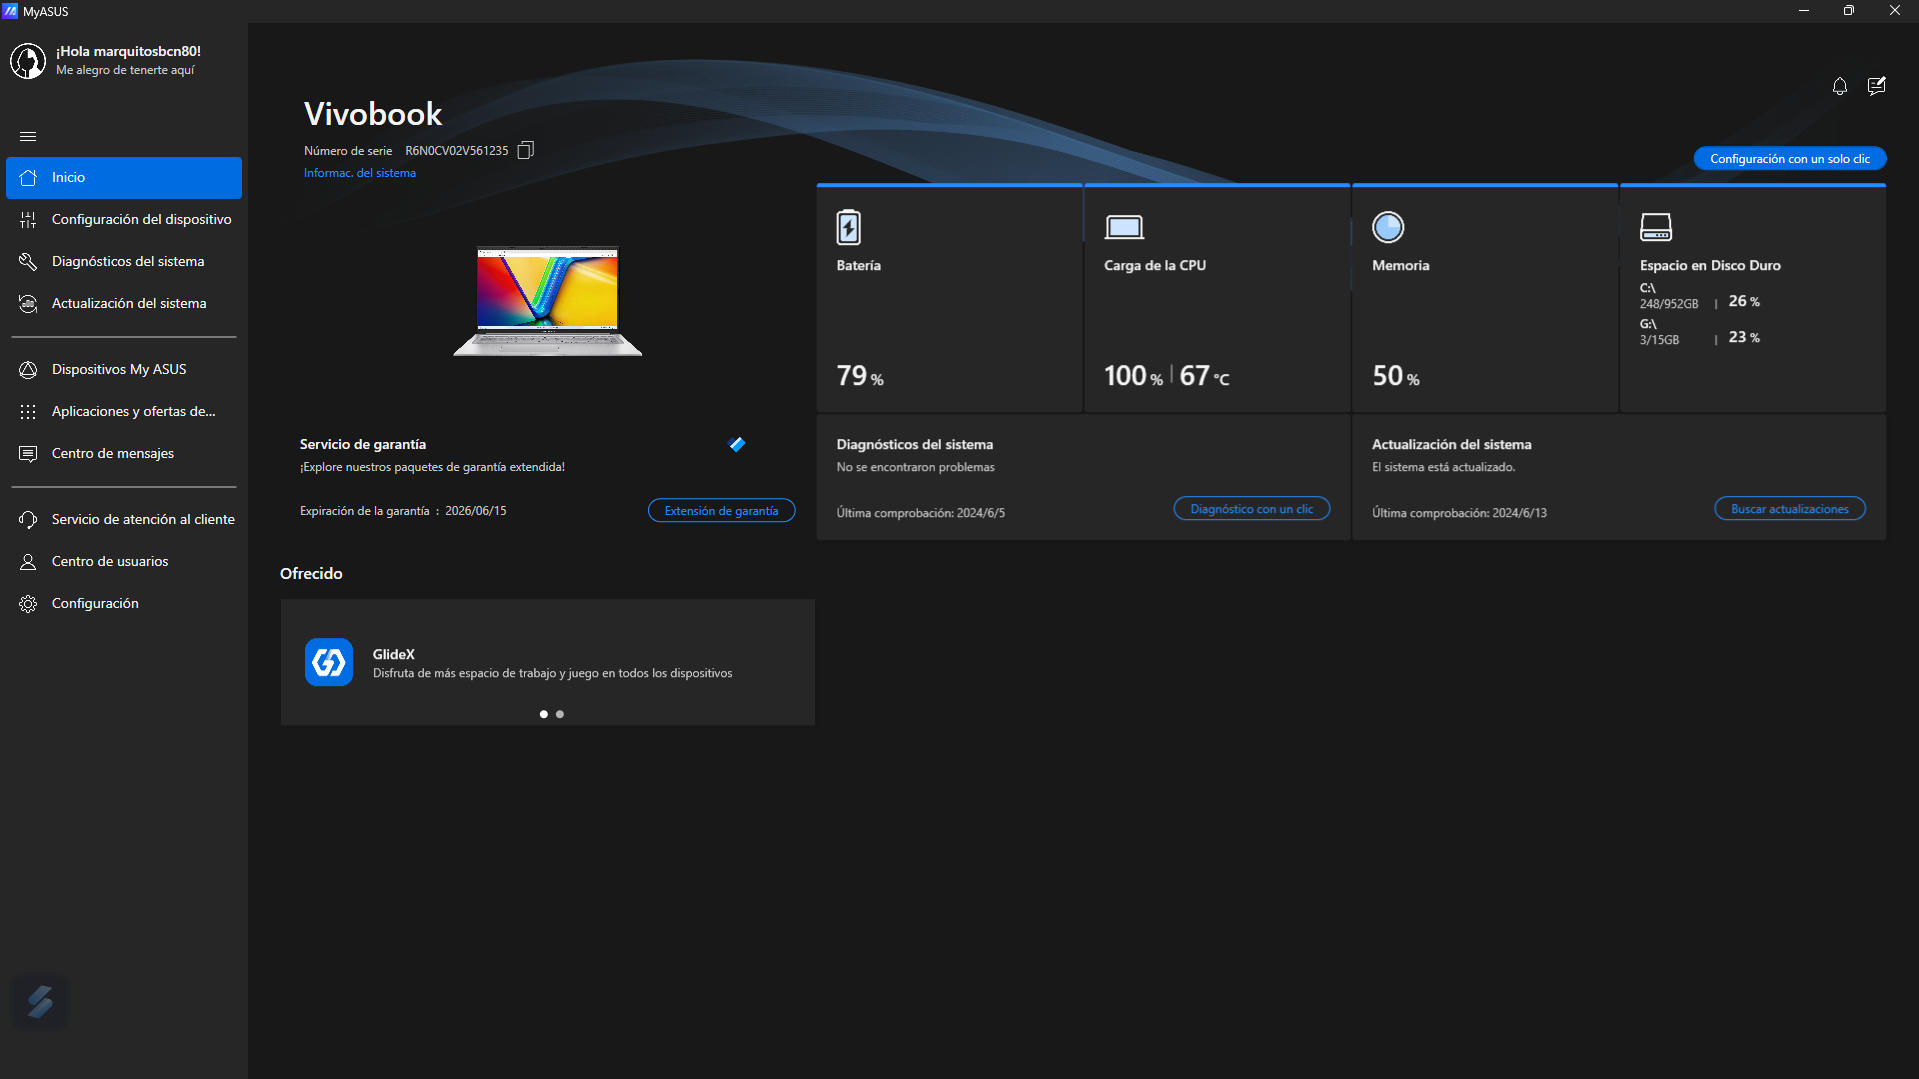 MyASUS
¡Hola marquitosbcn80!
Me alegro de tenerte aquí
Inicio
Configuración del dispositivo
Diagnósticos del sistema
Actualización del sistema
Dispositivos My ASUS
Aplicaciones y ofertas de...
Centro de mensajes
Servicio de atención al cliente
Centro de usuarios
Configuración
Vivobook
Número de serie R6N0CV02V561235
Informac. del sistema
Configuración con un solo clic
Batería
79 %
Carga de la CPU
100 % | 67 °C
Memoria
50 %
Espacio en Disco Duro
C:\
248/952GB | 26 %
G:\
3/15GB | 23 %
Servicio de garantía
¡Explore nuestros paquetes de garantía extendida!
Expiración de la garantía : 2026/06/15
Extensión de garantía
Diagnósticos del sistema
No se encontraron problemas
Última comprobación: 2024/6/5
Diagnóstico con un clic
Actualización del sistema
El sistema está actualizado.
Última comprobación: 2024/6/13
Buscar actualizaciones
Ofrecido
GlideX
Disfruta de más espacio de trabajo y juego en todos los dispositivos